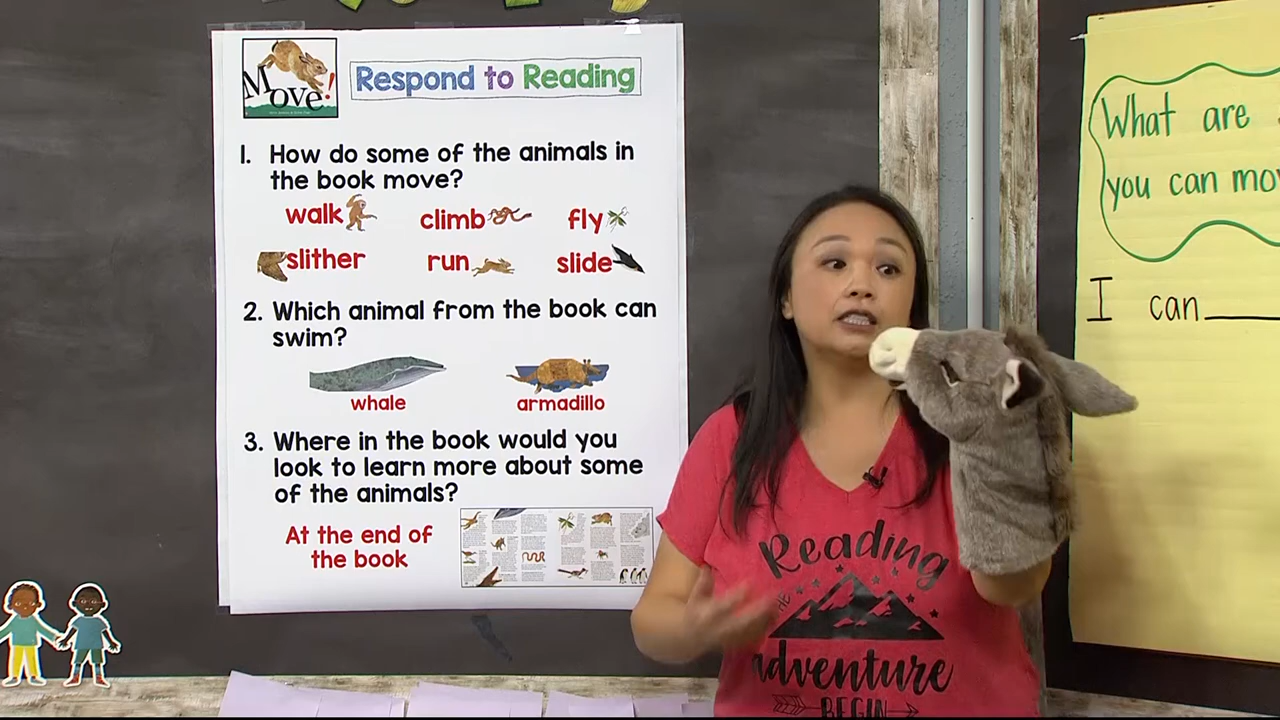 Move!
Respond to Reading
1. How do some of the animals in
the book move?
walk climb fly
slither run slide
2. Which animal from the book can
swim?
whale armadillo
3. Where in the book would you
look to learn more about some
of the animals?
At the end of
the book
What are
you can mo
I can
Reading
THE
adventure
BEGIN